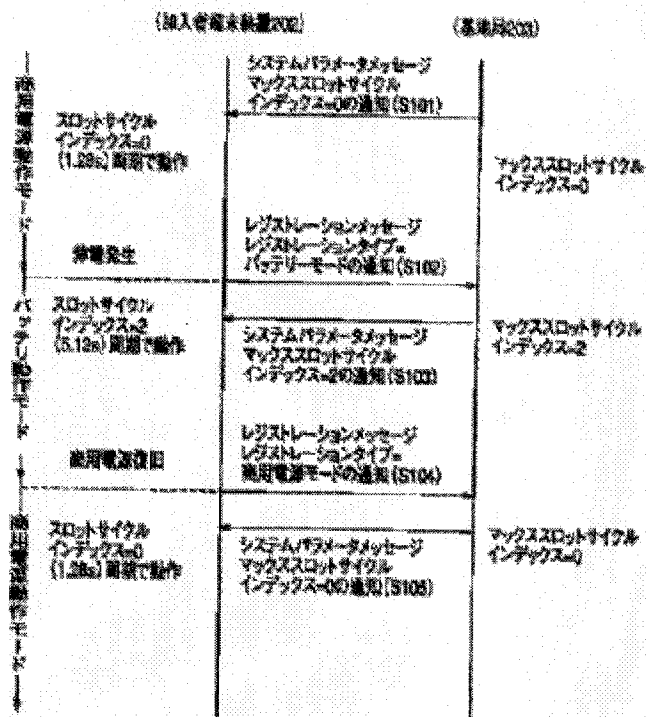 (加入者端末装置202)
(基地局203)
システムパラメータメッセージ
マックススロットサイクル
インデックス=0の通知(S101)
商用電源動作モード
スロットサイクル
インデックス=0
(1.28s)周期で動作
マックススロットサイクル
インデックス=0
停電発生
レジストレーションメッセージ
レジストレーションタイプ=
バッテリーモードの通知(S102)
バッテリ動作モード
スロットサイクル
インデックス=2
(5.12s)周期で動作
システムパラメータメッセージ
マックススロットサイクル
インデックス=2の通知(S103)
マックススロットサイクル
インデックス=2
商用電源復旧
レジストレーションメッセージ
レジストレーションタイプ=
商用電源モードの通知(S104)
商用電源動作モード
スロットサイクル
インデックス=0
(1.28s)周期で動作
システムパラメータメッセージ
マックススロットサイクル
インデックス=0の通知(S105)
マックススロットサイクル
インデックス=0